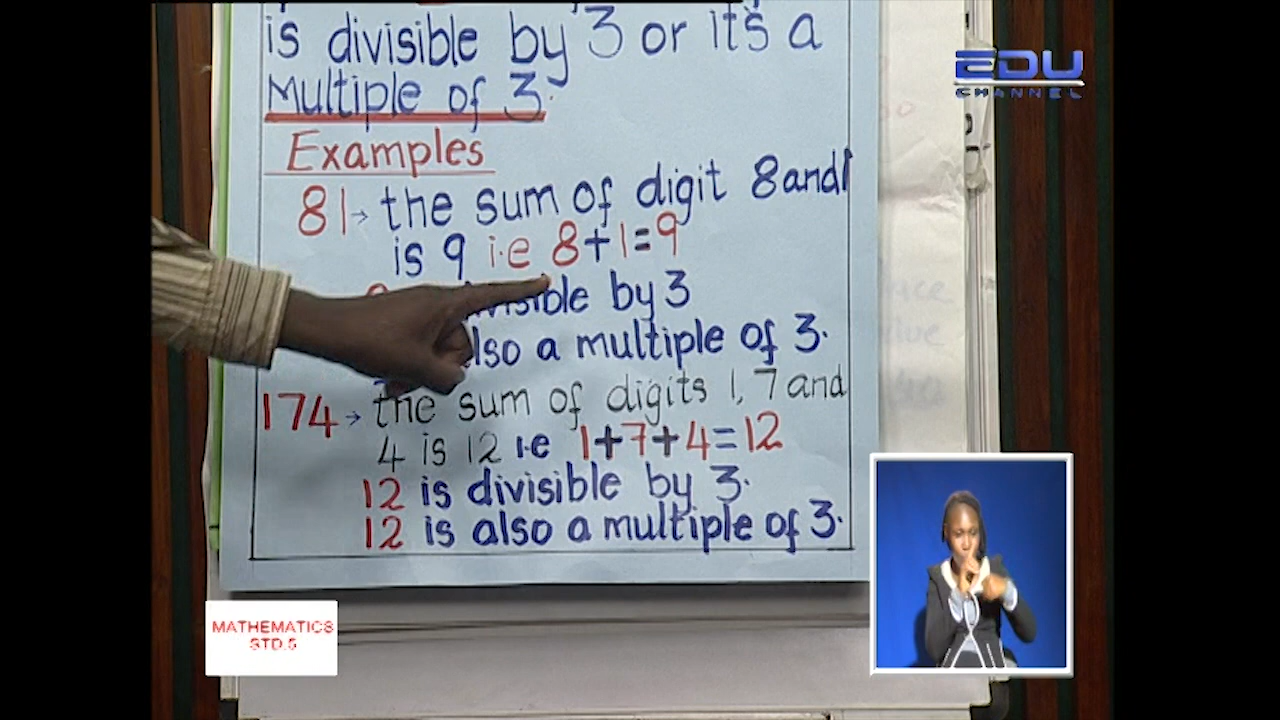 is divisible by 3 or it's a
Multiple of 3.
Examples
81 → the sum of digit 8 and 1
is 9 i.e 8+1=9
divisible by 3
also a multiple of 3.
174 → the sum of digits 1, 7 and
4 is 12 i.e 1+7+4=12
12 is divisible by 3.
12 is also a multiple of 3.
EDU
CHANNEL
MATHEMATICS
STD.5